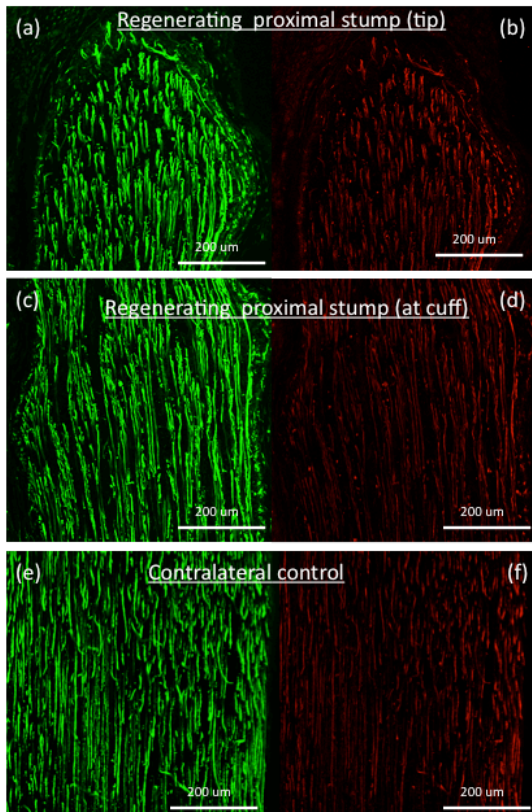 Regenerating proximal stump (tip)
(a)
(b)
200 um
200 um
(c)
Regenerating proximal stump (at cuff)
(d)
200 um
200 um
(e)
Contralateral control
(f)
200 um
200 um